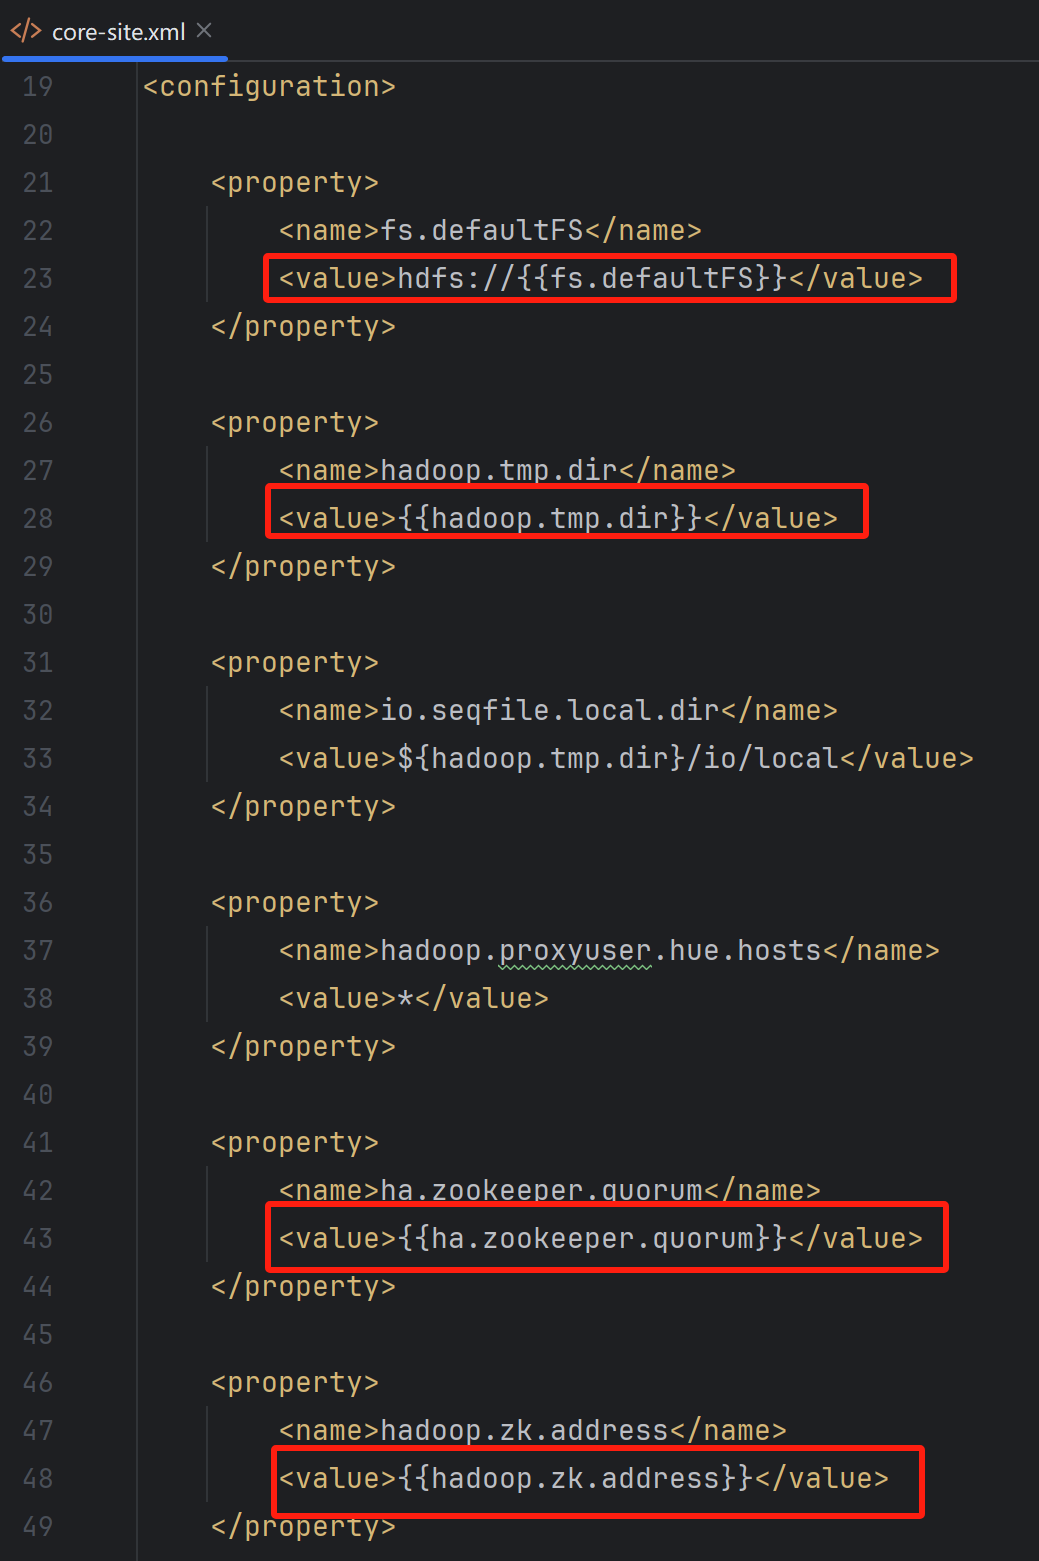 </> core-site.xml ×
19 <configuration>
20
21 <property>
22 <name>fs.defaultFS</name>
23 <value>hdfs://{{fs.defaultFS}}</value>
24 </property>
25
26 <property>
27 <name>hadoop.tmp.dir</name>
28 <value>{{hadoop.tmp.dir}}</value>
29 </property>
30
31 <property>
32 <name>io.seqfile.local.dir</name>
33 <value>${hadoop.tmp.dir}/io/local</value>
34 </property>
35
36 <property>
37 <name>hadoop.proxyuser.hue.hosts</name>
38 <value>*</value>
39 </property>
40
41 <property>
42 <name>ha.zookeeper.quorum</name>
43 <value>{{ha.zookeeper.quorum}}</value>
44 </property>
45
46 <property>
47 <name>hadoop.zk.address</name>
48 <value>{{hadoop.zk.address}}</value>
49 </property>